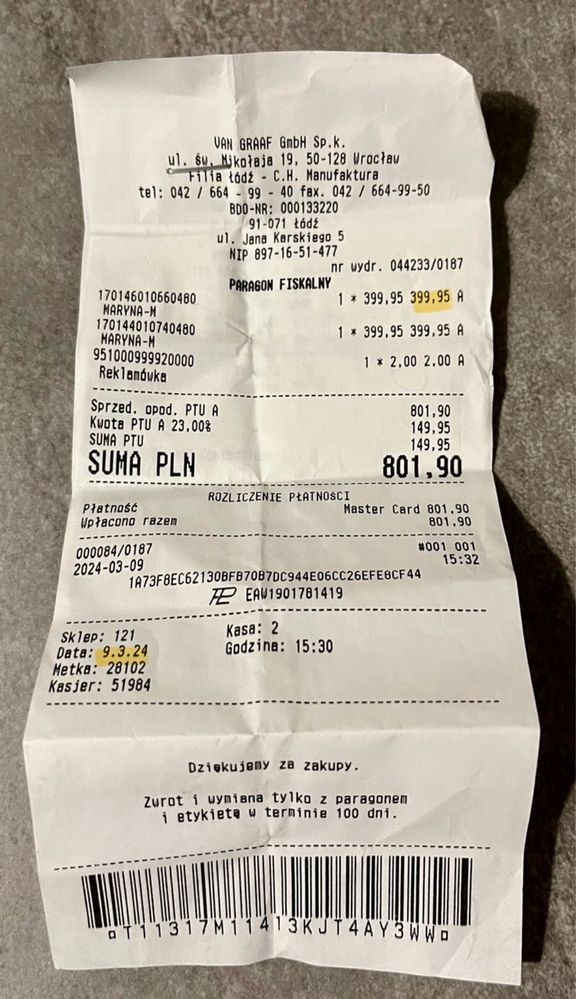 VAN GRAAF GmbH Sp.k.
ul. św. Mikołaja 19, 50-128 Wrocław
Filia Łódź - C.H. Manufaktura
tel: 042 / 664 - 99 - 40 fax. 042 / 664-99-50
BDO-NR: 000133220
91-071 Łódź
ul. Jana Karskiego 5
NIP 897-16-51-477
nr wydr. 044233/0187
PARAGON FISKALNY
170146010660480 1 * 399,95 399,95 A
MARYNA-M
170144010740480 1 * 399,95 399,95 A
MARYNA-M
951000999920000 1 * 2,00 2,00 A
Reklamówka
Sprzed. opod. PTU A 801,90
Kwota PTU A 23,00% 149,95
SUMA PTU 149,95
SUMA PLN 801,90
ROZLICZENIE PŁATNOŚCI
Płatność Master Card 801,90
Wpłacono razem 801,90
000084/0187 #001 001
2024-03-09 15:32
1A73F8EC62130BFB70B7DC944E06CC26EFE8CF44
EAW1901781419
Sklep: 121 Kasa: 2
Data: 9.3.24 Godzina: 15:30
Metka: 28102
Kasjer: 51984
Dziękujemy za zakupy.
Zwrot i wymiana tylko z paragonem
i etykietą w terminie 100 dni.
¤T11317M11413KJT4AY3WW¤